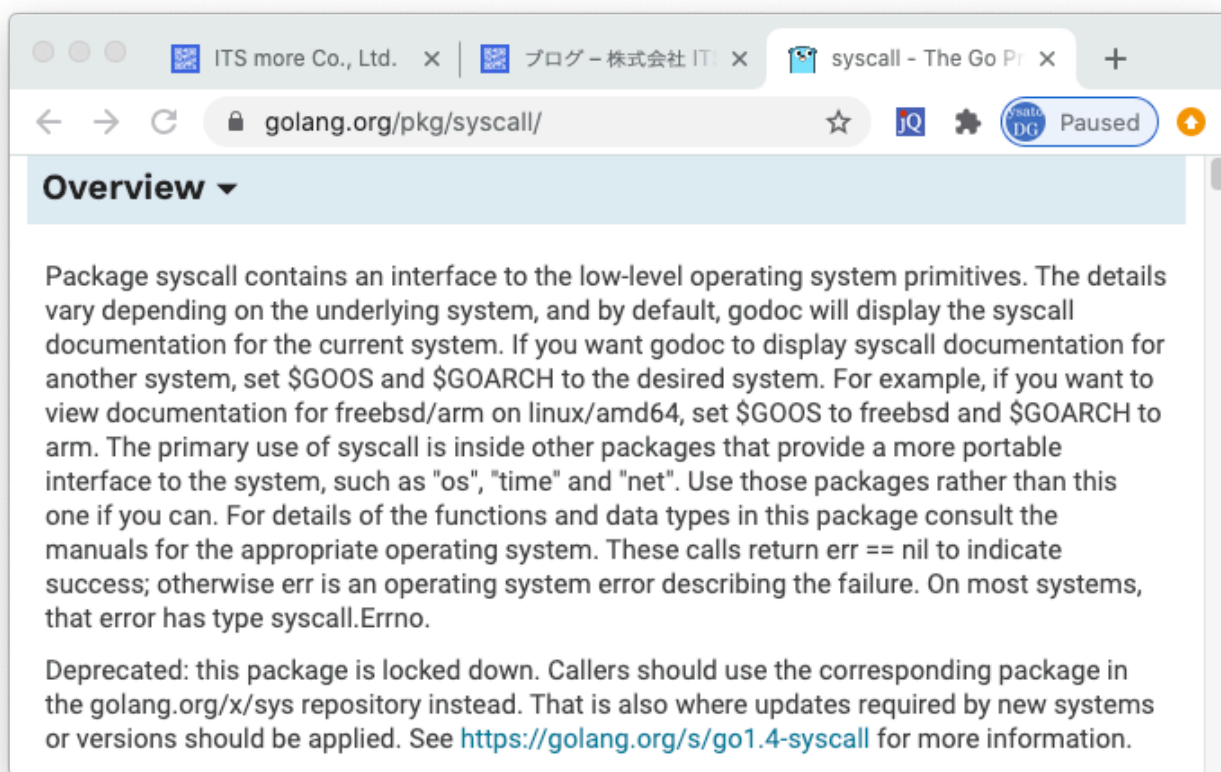 ITS more Co., Ltd.
ブログ – 株式会社 IT
syscall - The Go Pr
golang.org/pkg/syscall/
jQ
ysato
DG
Paused
Overview
Package syscall contains an interface to the low-level operating system primitives. The details
vary depending on the underlying system, and by default, godoc will display the syscall
documentation for the current system. If you want godoc to display syscall documentation for
another system, set $GOOS and $GOARCH to the desired system. For example, if you want to
view documentation for freebsd/arm on linux/amd64, set $GOOS to freebsd and $GOARCH to
arm. The primary use of syscall is inside other packages that provide a more portable
interface to the system, such as "os", "time" and "net". Use those packages rather than this
one if you can. For details of the functions and data types in this package consult the
manuals for the appropriate operating system. These calls return err == nil to indicate
success; otherwise err is an operating system error describing the failure. On most systems,
that error has type syscall.Errno.
Deprecated: this package is locked down. Callers should use the corresponding package in
the golang.org/x/sys repository instead. That is also where updates required by new systems
or versions should be applied. See https://golang.org/s/go1.4-syscall for more information.